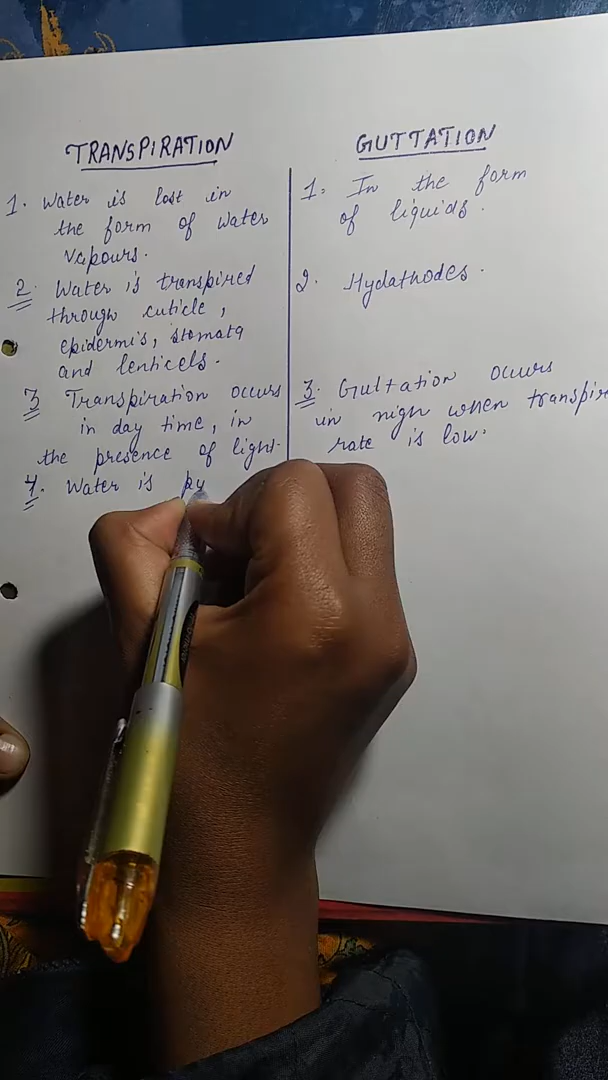 TRANSPIRATION
1. Water is lost in
the form of water
vapours.
2. Water is transpired
through cuticle,
epidermis, stomata
and lenticels.
3 Transpiration occurs
in day time, in
the presence of light.
4. Water is pu
GUTTATION
1. In the form
of liquids.
2. Hydathodes.
3. Guttation occurs
in nigh when transpir
rate is low.